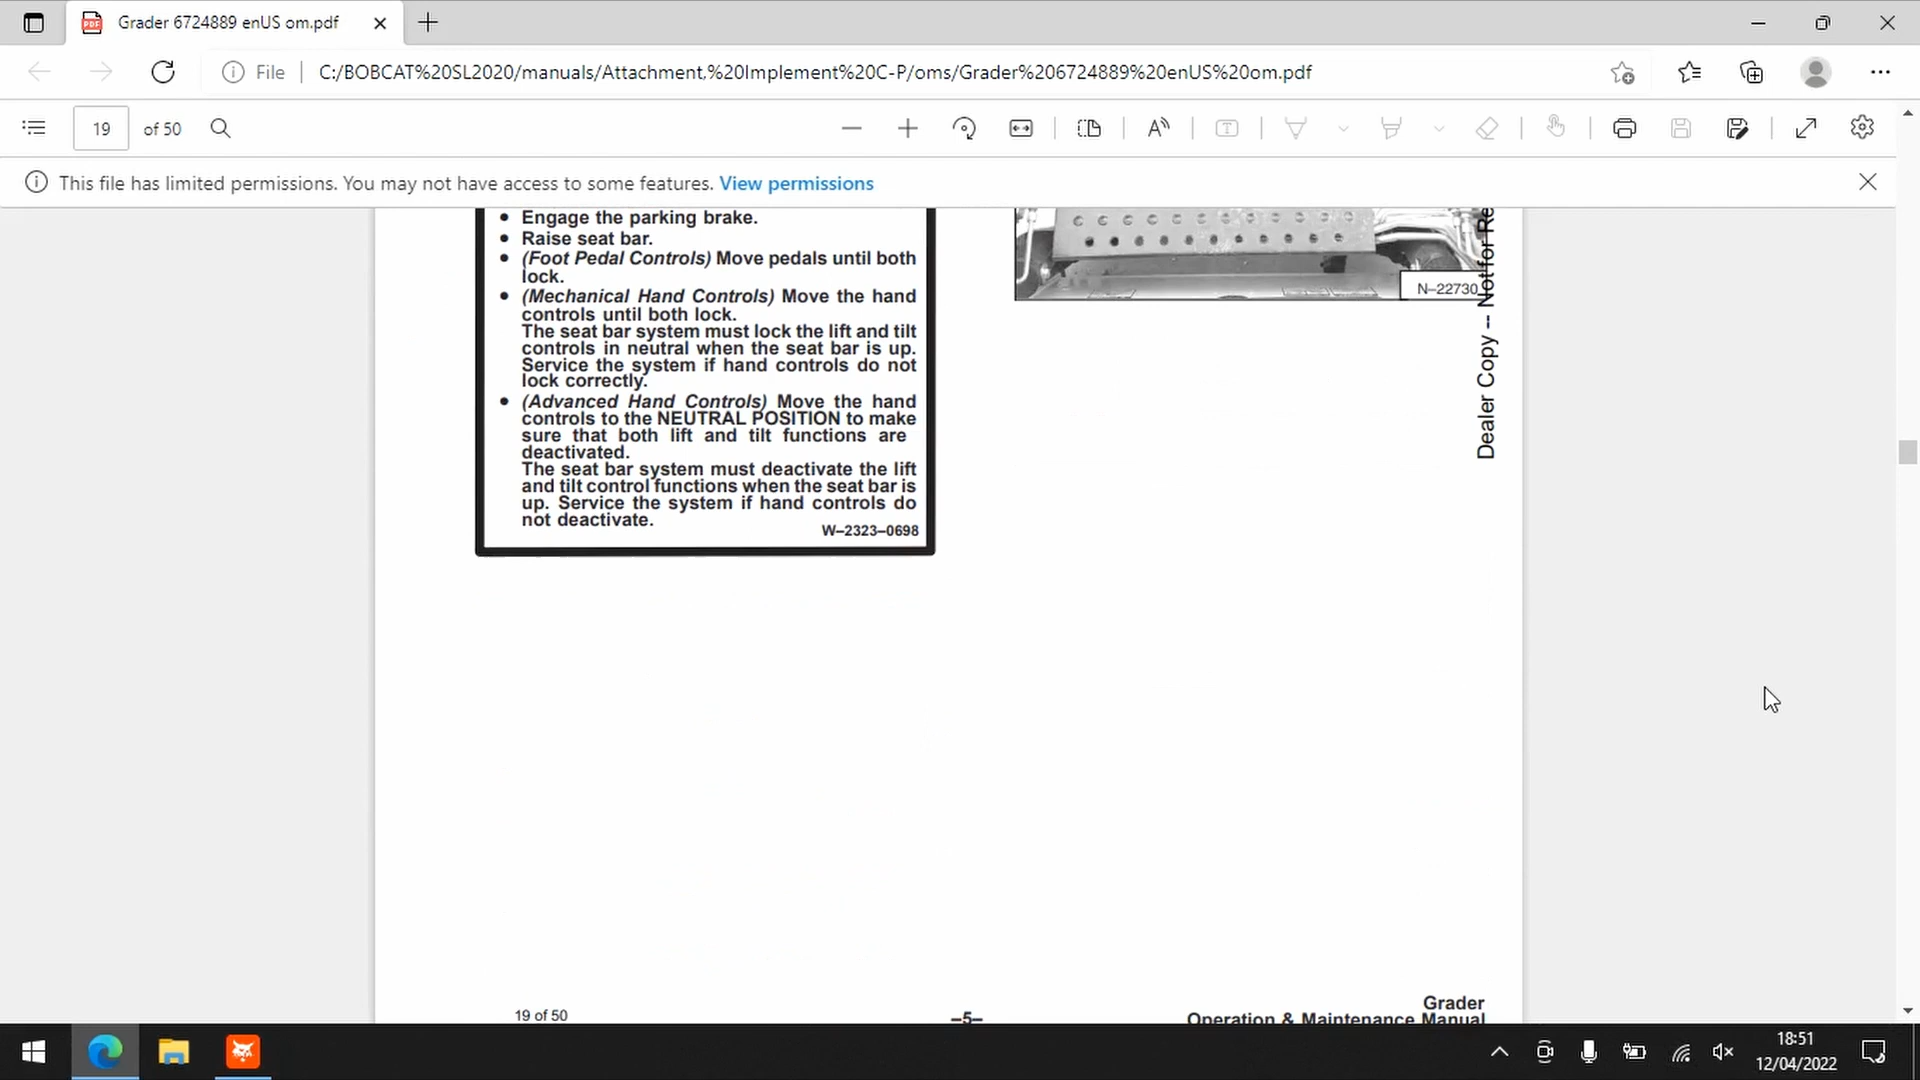 Grader 6724889 enUS om.pdf
File
C:/BOBCAT%20SL2020/manuals/Attachment,%20Implement%20C-P/oms/Grader%206724889%20enUS%20om.pdf
19 of 50
This file has limited permissions. You may not have access to some features. View permissions
• Engage the parking brake.
• Raise seat bar.
• (Foot Pedal Controls) Move pedals until both
lock.
• (Mechanical Hand Controls) Move the hand
controls until both lock.
The seat bar system must lock the lift and tilt
controls in neutral when the seat bar is up.
Service the system if hand controls do not
lock correctly.
• (Advanced Hand Controls) Move the hand
controls to the NEUTRAL POSITION to make
sure that both lift and tilt functions are
deactivated.
The seat bar system must deactivate the lift
and tilt control functions when the seat bar is
up. Service the system if hand controls do
not deactivate.
W–2323–0698
N–22730
Dealer Copy -- Not for Re
19 of 50
–5–
Grader
Operation & Maintenance Manual
18:51
12/04/2022